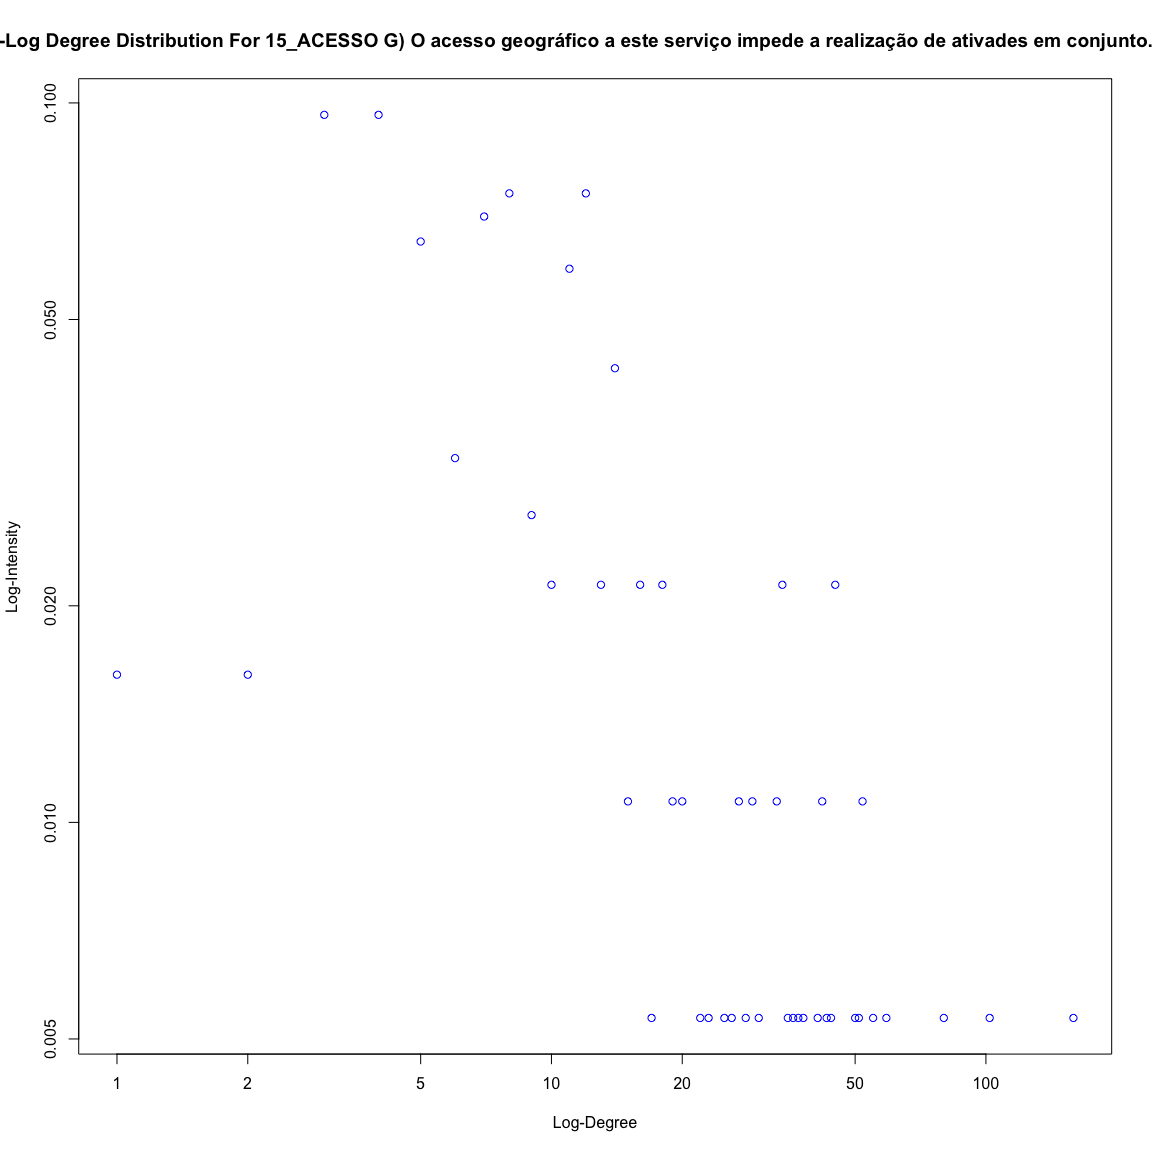 -Log Degree Distribution For 15_ACESSO G) O acesso geográfico a este serviço impede a realização de ativades em conjunto.
0.100
0.050
0.020
0.010
0.005
Log-Intensity
1 2 5 10 20 50 100
Log-Degree